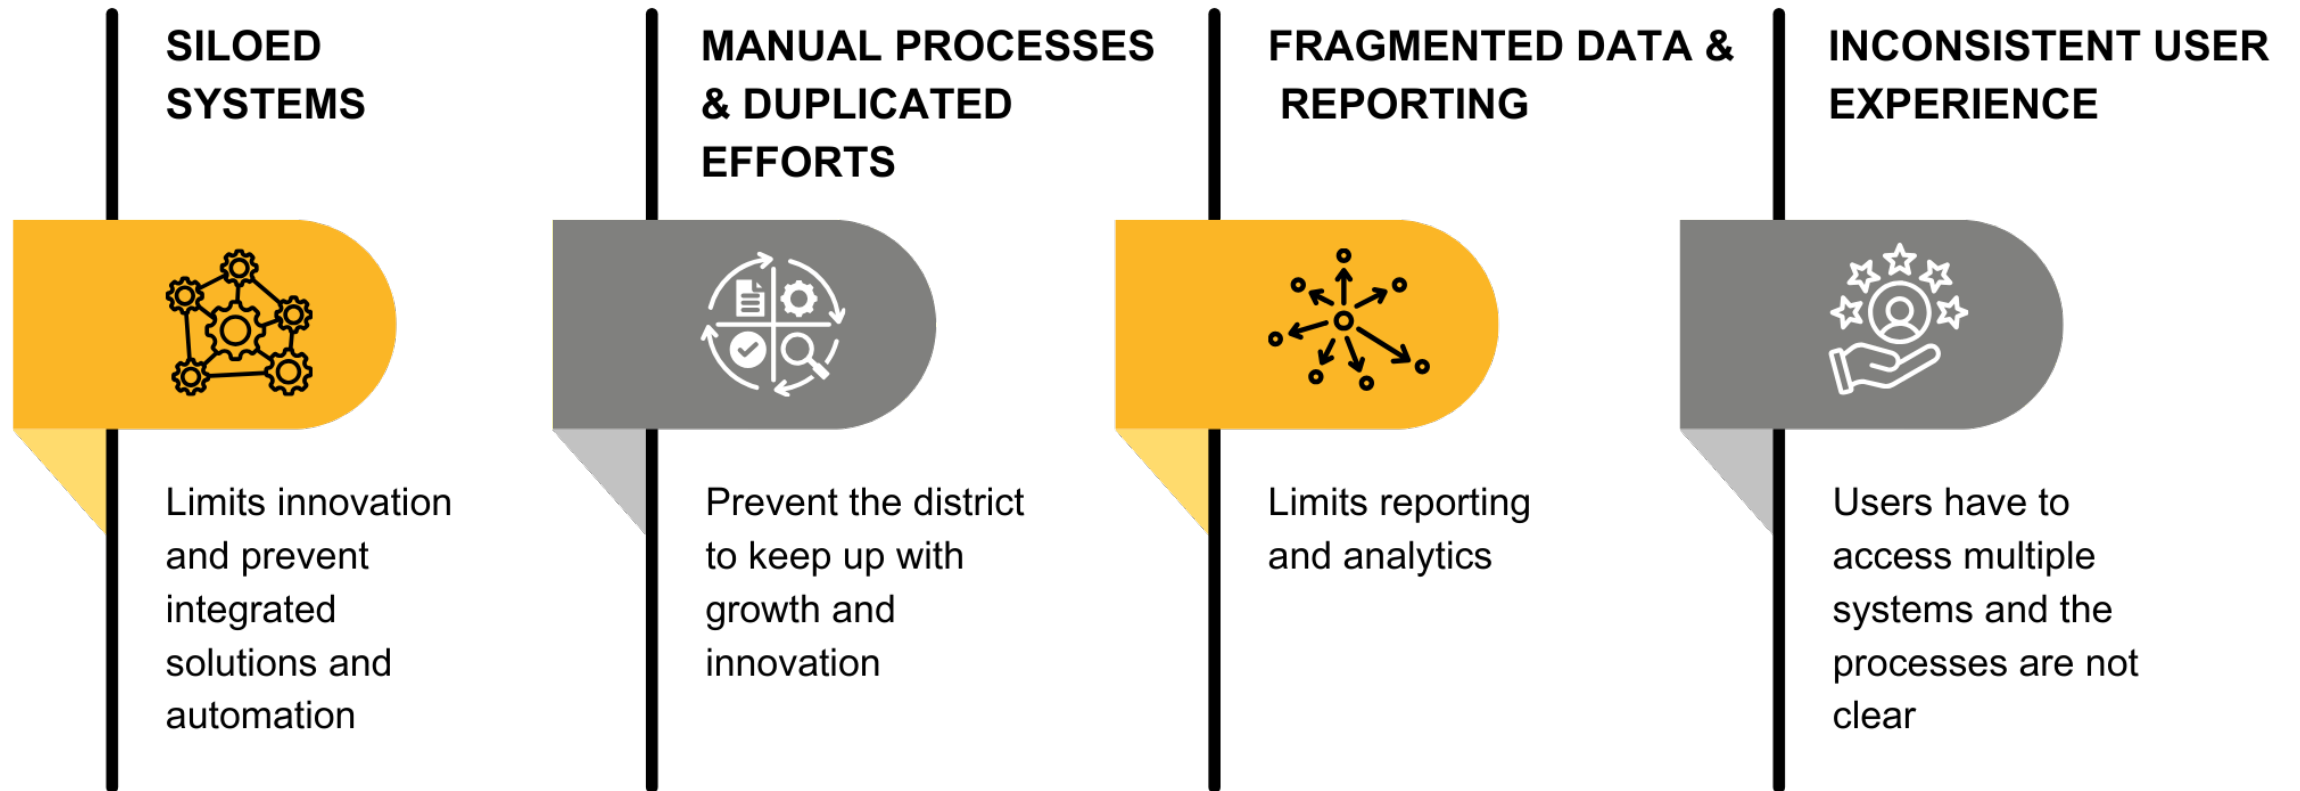 SILOED
SYSTEMS
Limits innovation
and prevent
integrated
solutions and
automation
MANUAL PROCESSES
& DUPLICATED
EFFORTS
Prevent the district
to keep up with
growth and
innovation
FRAGMENTED DATA &
REPORTING
Limits reporting
and analytics
INCONSISTENT USER
EXPERIENCE
Users have to
access multiple
systems and the
processes are not
clear